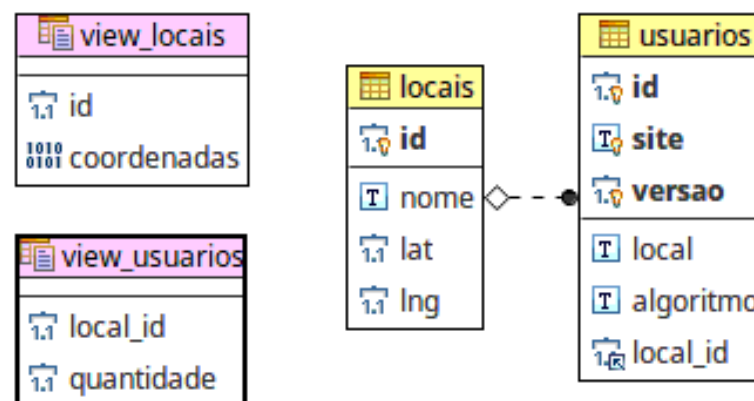 view_locais
id
coordenadas
view_usuarios
local_id
quantidade
locais
id
nome
lat
lng
usuarios
id
site
versao
local
algoritmo
local_id